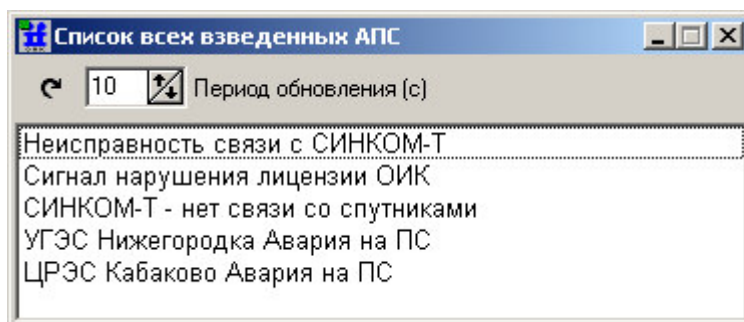 Список всех взведенных АПС
10 Период обновления (с)
Неисправность связи с СИНКОМ-Т
Сигнал нарушения лицензии ОИК
СИНКОМ-Т - нет связи со спутниками
УГЭС Нижегородка Авария на ПС
ЦРЭС Кабаково Авария на ПС